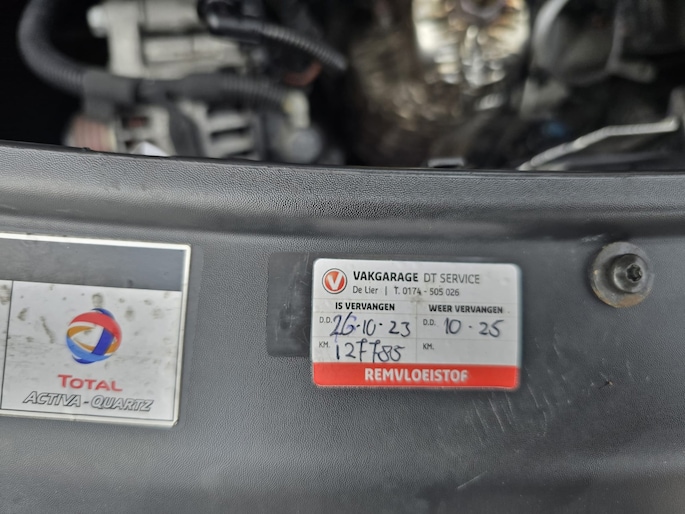 TOTAL
ACTIVA-QUARTZ
V VAKGARAGE DT SERVICE
De Lier | T. 0174 - 505 026
IS VERVANGEN WEER VERVANGEN
D.D. 26-10-23 D.D. 10-25
KM. 127785 KM.
REMVLOEISTOF